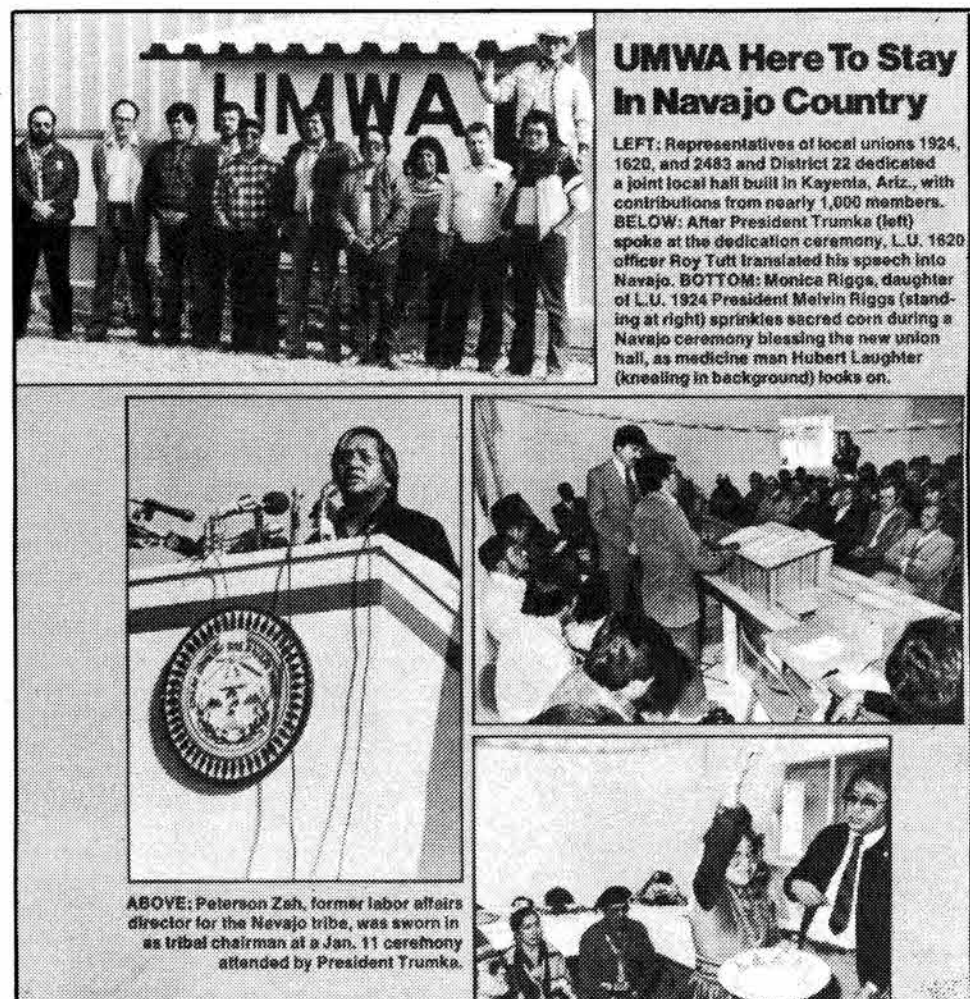 UMWA
UMWA Here To Stay
In Navajo Country
LEFT: Representatives of local unions 1924,
1620, and 2483 and District 22 dedicated
a joint local hall built in Kayenta, Ariz., with
contributions from nearly 1,000 members.
BELOW: After President Trumka (left)
spoke at the dedication ceremony, L.U. 1620
officer Roy Tutt translated his speech into
Navajo. BOTTOM: Monica Riggs, daughter
of L.U. 1924 President Melvin Riggs (stand-
ing at right) sprinkles sacred corn during a
Navajo ceremony blessing the new union
hall, as medicine man Hubert Laughter
(kneeling in background) looks on.
ABOVE: Peterson Zah, former labor affairs
director for the Navajo tribe, was sworn in
as tribal chairman at a Jan. 11 ceremony
attended by President Trumka.